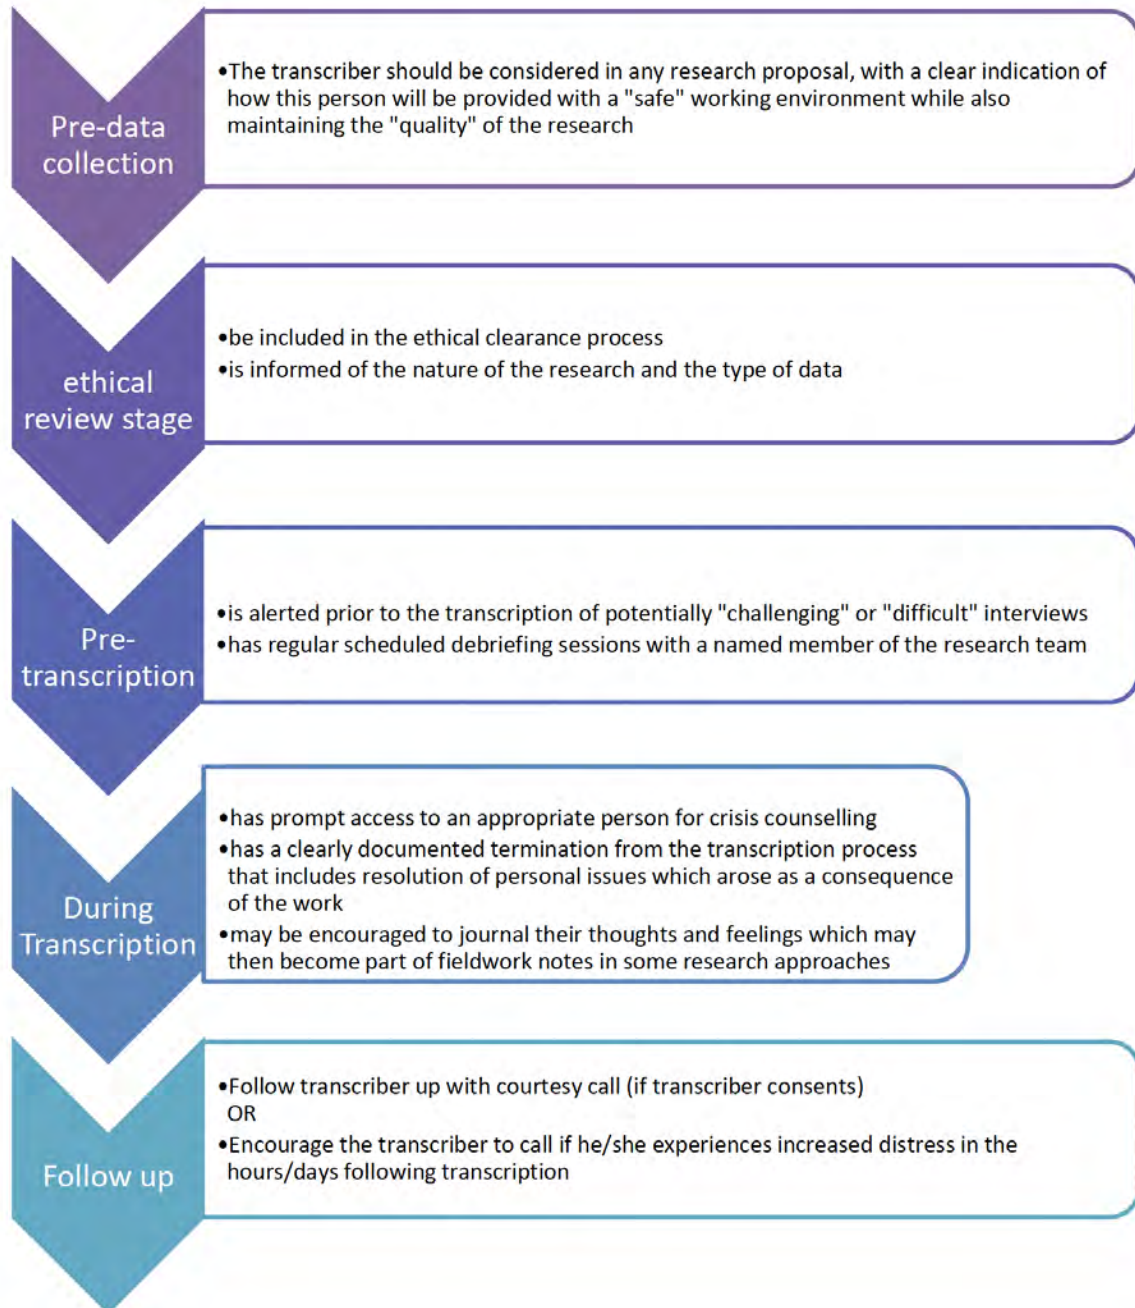 Pre-data
collection
•The transcriber should be considered in any research proposal, with a clear indication of
how this person will be provided with a "safe" working environment while also
maintaining the "quality" of the research
ethical
review stage
•be included in the ethical clearance process
•is informed of the nature of the research and the type of data
Pre-
transcription
•is alerted prior to the transcription of potentially "challenging" or "difficult" interviews
•has regular scheduled debriefing sessions with a named member of the research team
During
Transcription
•has prompt access to an appropriate person for crisis counselling
•has a clearly documented termination from the transcription process
that includes resolution of personal issues which arose as a consequence
of the work
•may be encouraged to journal their thoughts and feelings which may
then become part of fieldwork notes in some research approaches
Follow up
•Follow transcriber up with courtesy call (if transcriber consents)
OR
•Encourage the transcriber to call if he/she experiences increased distress in the
hours/days following transcription